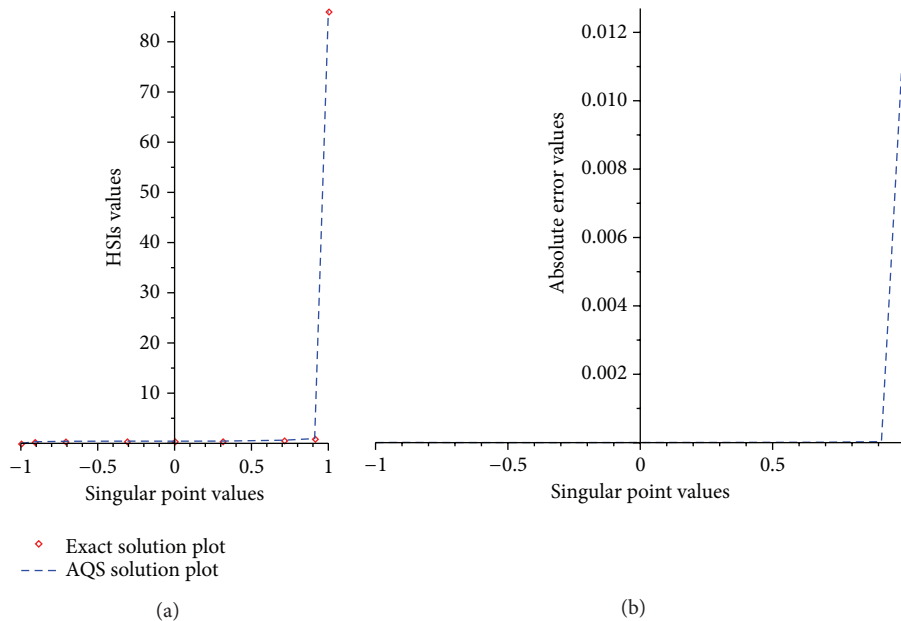 80
70
60
50
40
30
20
10
HSIs values
−1
−0.5
0
0.5
1
Singular point values
Exact solution plot
AQS solution plot
(a)
0.012
0.010
0.008
0.006
0.004
0.002
Absolute error values
−1
−0.5
0
0.5
Singular point values
(b)